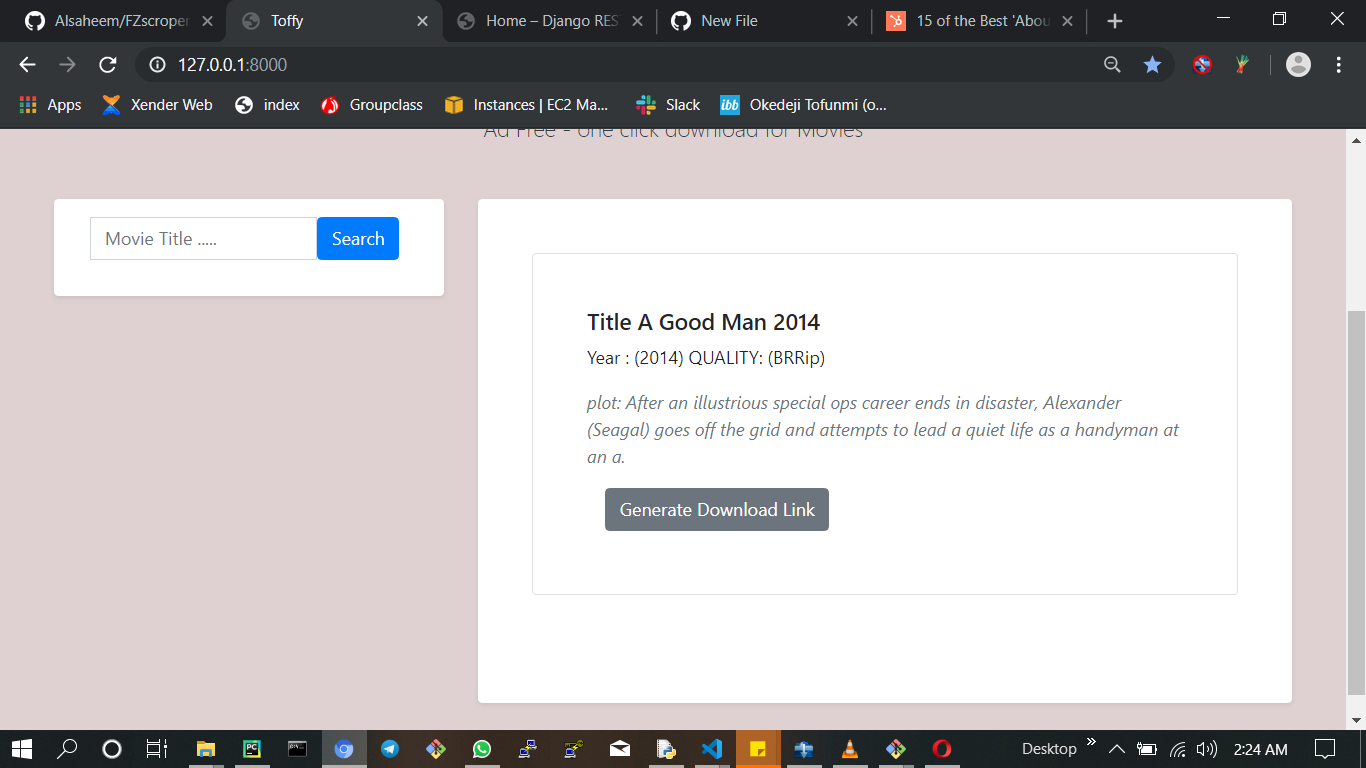 Alsaheem/FZscroper
Toffy
Home – Django RES
New File
15 of the Best 'Abou
127.0.0.1:8000
Apps
Xender Web
index
Groupclass
Instances | EC2 Ma...
Slack
ibb
Okedeji Tofunmi (o...
Ad Free - one click download for Movies
Movie Title .....
Search
Title A Good Man 2014
Year : (2014) QUALITY: (BRRip)
plot: After an illustrious special ops career ends in disaster, Alexander
(Seagal) goes off the grid and attempts to lead a quiet life as a handyman at
an a.
Generate Download Link
PC
Desktop
2:24 AM